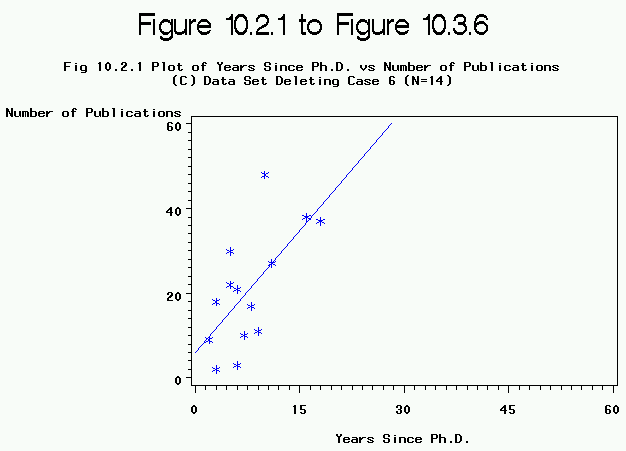 Figure 10.2.1 to Figure 10.3.6
Fig 10.2.1 Plot of Years Since Ph.D. vs Number of Publications
(C) Data Set Deleting Case 6 (N=14)
Number of Publications
60
40
20
0
0 15 30 45 60
Years Since Ph.D.